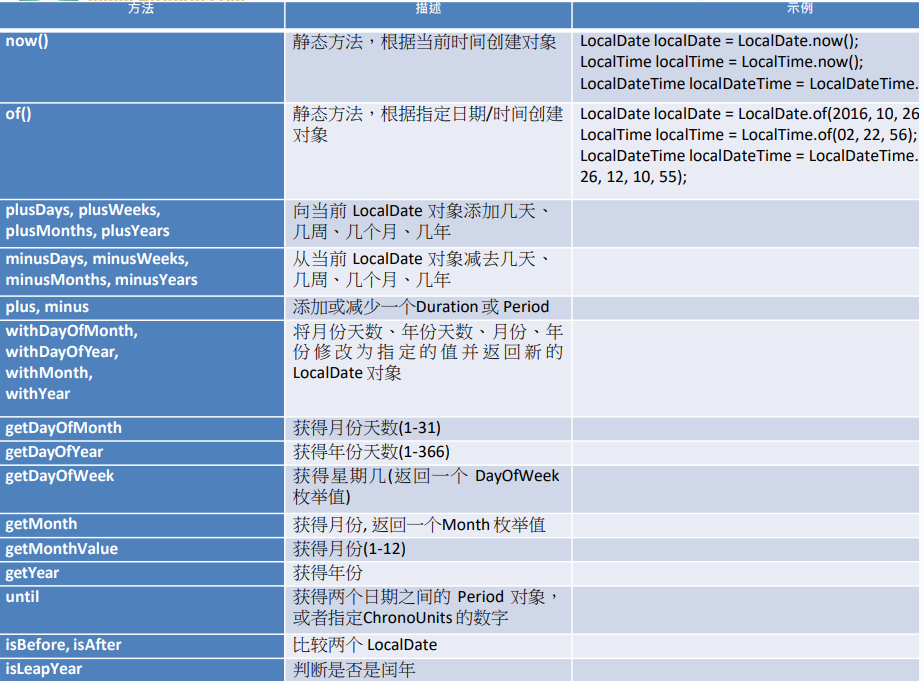 方法
描述
示例
now()
静态方法，根据当前时间创建对象
LocalDate localDate = LocalDate.now();
LocalTime localTime = LocalTime.now();
LocalDateTime localDateTime = LocalDateTime.
of()
静态方法，根据指定日期/时间创建
对象
LocalDate localDate = LocalDate.of(2016, 10, 26
LocalTime localTime = LocalTime.of(02, 22, 56);
LocalDateTime localDateTime = LocalDateTime.
26, 12, 10, 55);
plusDays, plusWeeks,
plusMonths, plusYears
向当前 LocalDate 对象添加几天、
几周、几个月、几年
minusDays, minusWeeks,
minusMonths, minusYears
从当前 LocalDate 对象减去几天、
几周、几个月、几年
plus, minus
添加或减少一个Duration 或 Period
withDayOfMonth,
withDayOfYear,
withMonth,
withYear
将月份天数、年份天数、月份、年
份修改为指定的值并返回新的
LocalDate 对象
getDayOfMonth
获得月份天数(1-31)
getDayOfYear
获得年份天数(1-366)
getDayOfWeek
获得星期几(返回一个 DayOfWeek
枚举值)
getMonth
获得月份, 返回一个Month 枚举值
getMonthValue
获得月份(1-12)
getYear
获得年份
until
获得两个日期之间的 Period 对象，
或者指定ChronoUnits 的数字
isBefore, isAfter
比较两个 LocalDate
isLeapYear
判断是否是闰年